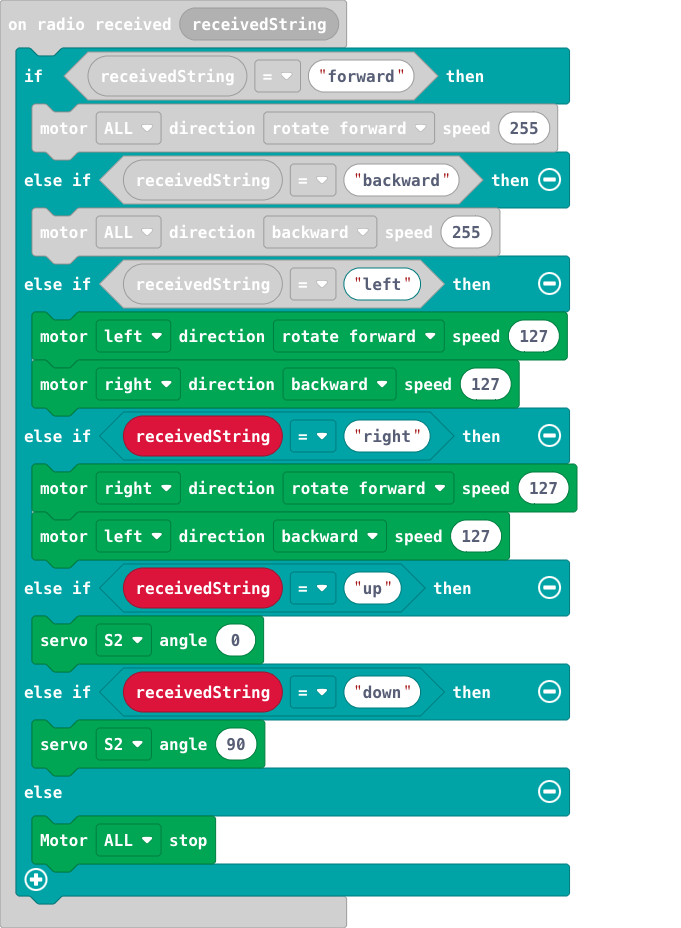 on radio received receivedString
if receivedString = "forward" then
motor ALL direction rotate forward speed 255
else if receivedString = "backward" then
motor ALL direction backward speed 255
else if receivedString = "left" then
motor left direction rotate forward speed 127
motor right direction backward speed 127
else if receivedString = "right" then
motor right direction rotate forward speed 127
motor left direction backward speed 127
else if receivedString = "up" then
servo S2 angle 0
else if receivedString = "down" then
servo S2 angle 90
else
Motor ALL stop